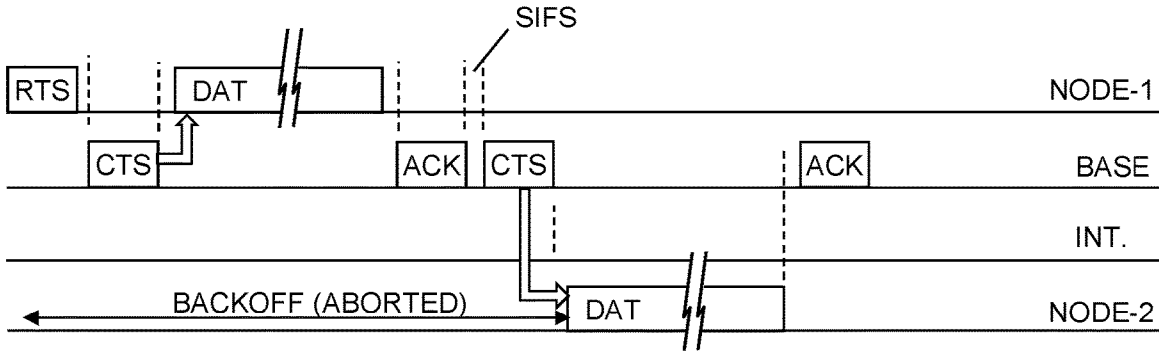 SIFS
RTS DAT NODE-1
CTS ACK CTS ACK BASE
INT.
BACKOFF (ABORTED) DAT NODE-2